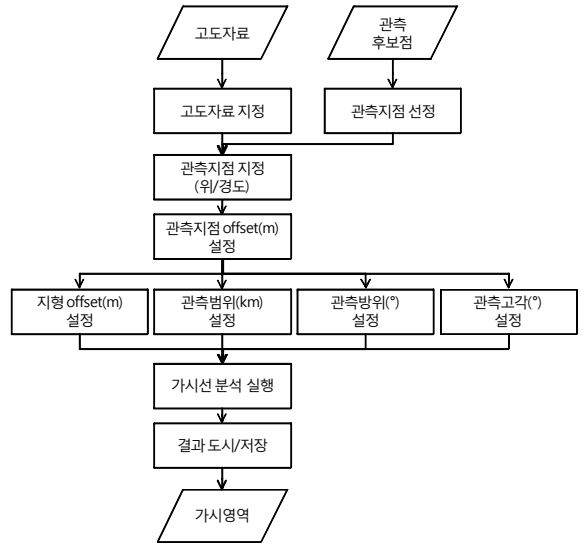 고도자료
관측
후보점
고도자료 지정
관측지점 선정
관측지점 지정
(위/경도)
관측지점 offset(m)
설정
지형 offset(m)
설정
관측범위(km)
설정
관측방위(°)
설정
관측고각(°)
설정
가시선 분석 실행
결과 도시/저장
가시영역